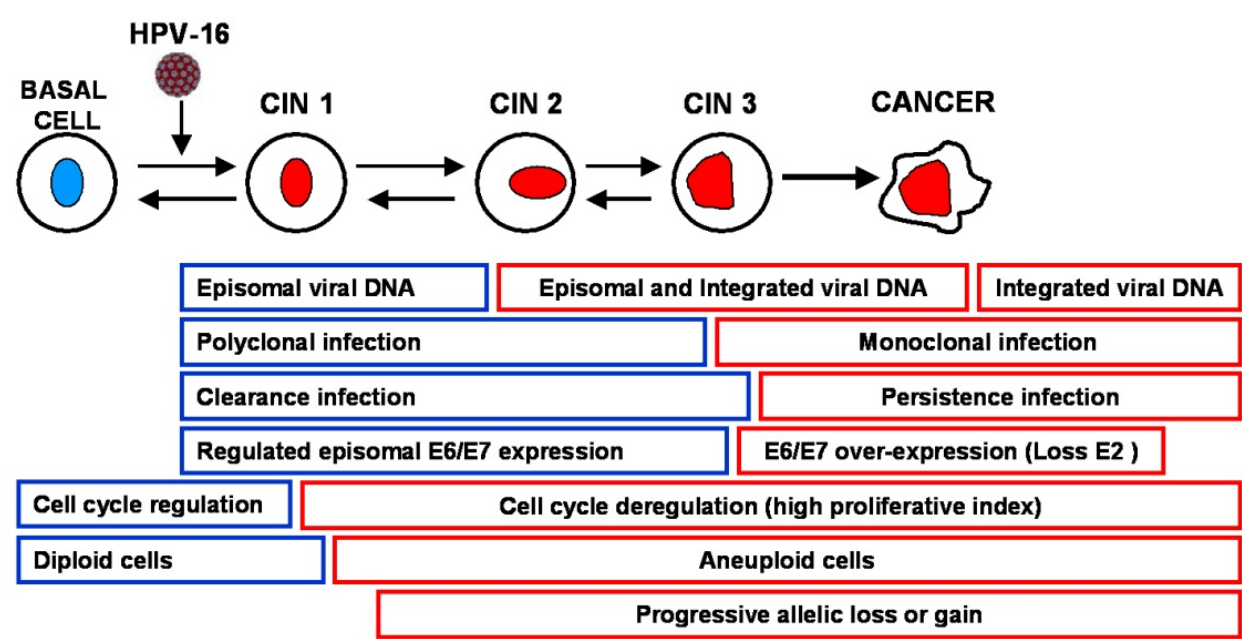 HPV-16
BASAL
CELL
CIN 1
CIN 2
CIN 3
CANCER
Episomal viral DNA
Episomal and Integrated viral DNA
Integrated viral DNA
Polyclonal infection
Monoclonal infection
Clearance infection
Persistence infection
Regulated episomal E6/E7 expression
E6/E7 over-expression (Loss E2 )
Cell cycle regulation
Cell cycle deregulation (high proliferative index)
Diploid cells
Aneuploid cells
Progressive allelic loss or gain